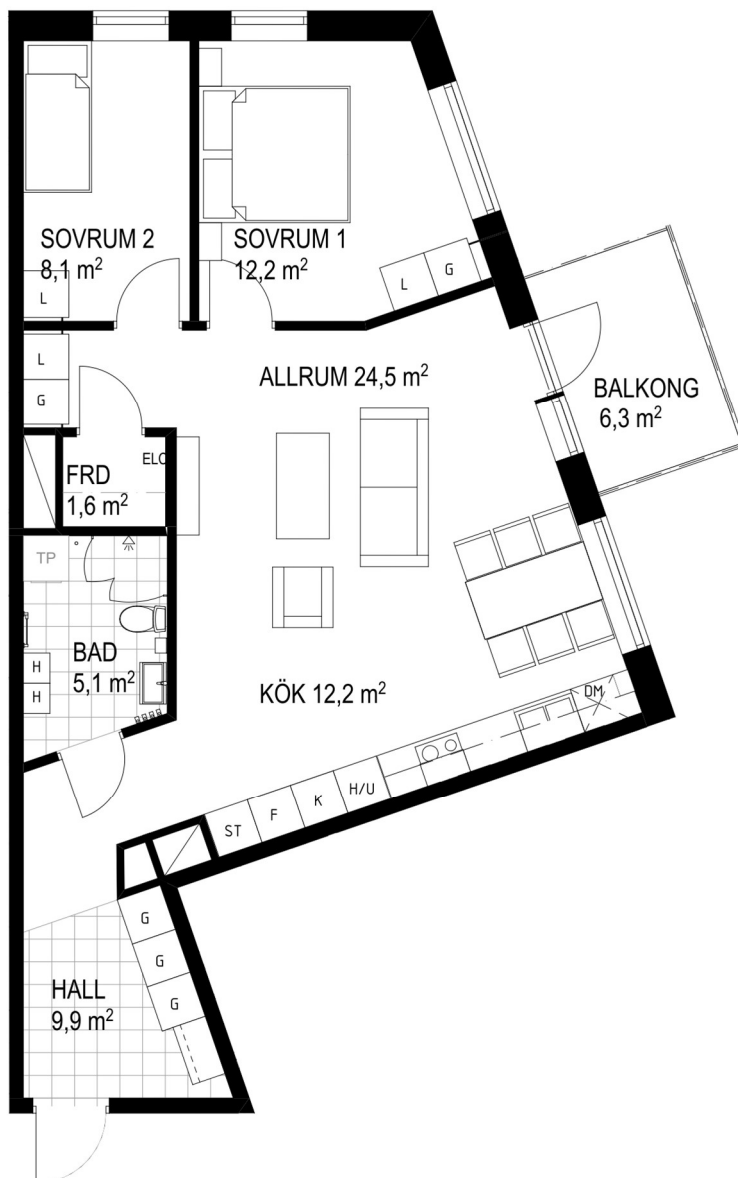 SOVRUM 2
8,1 m²
SOVRUM 1
12,2 m²
L
L
G
L
G
ALLRUM 24,5 m²
BALKONG
6,3 m²
ELC
FRD
1,6 m²
TP
BAD
5,1 m²
H
H
KÖK 12,2 m²
DM
H/U
K
F
ST
G
G
G
HALL
9,9 m²